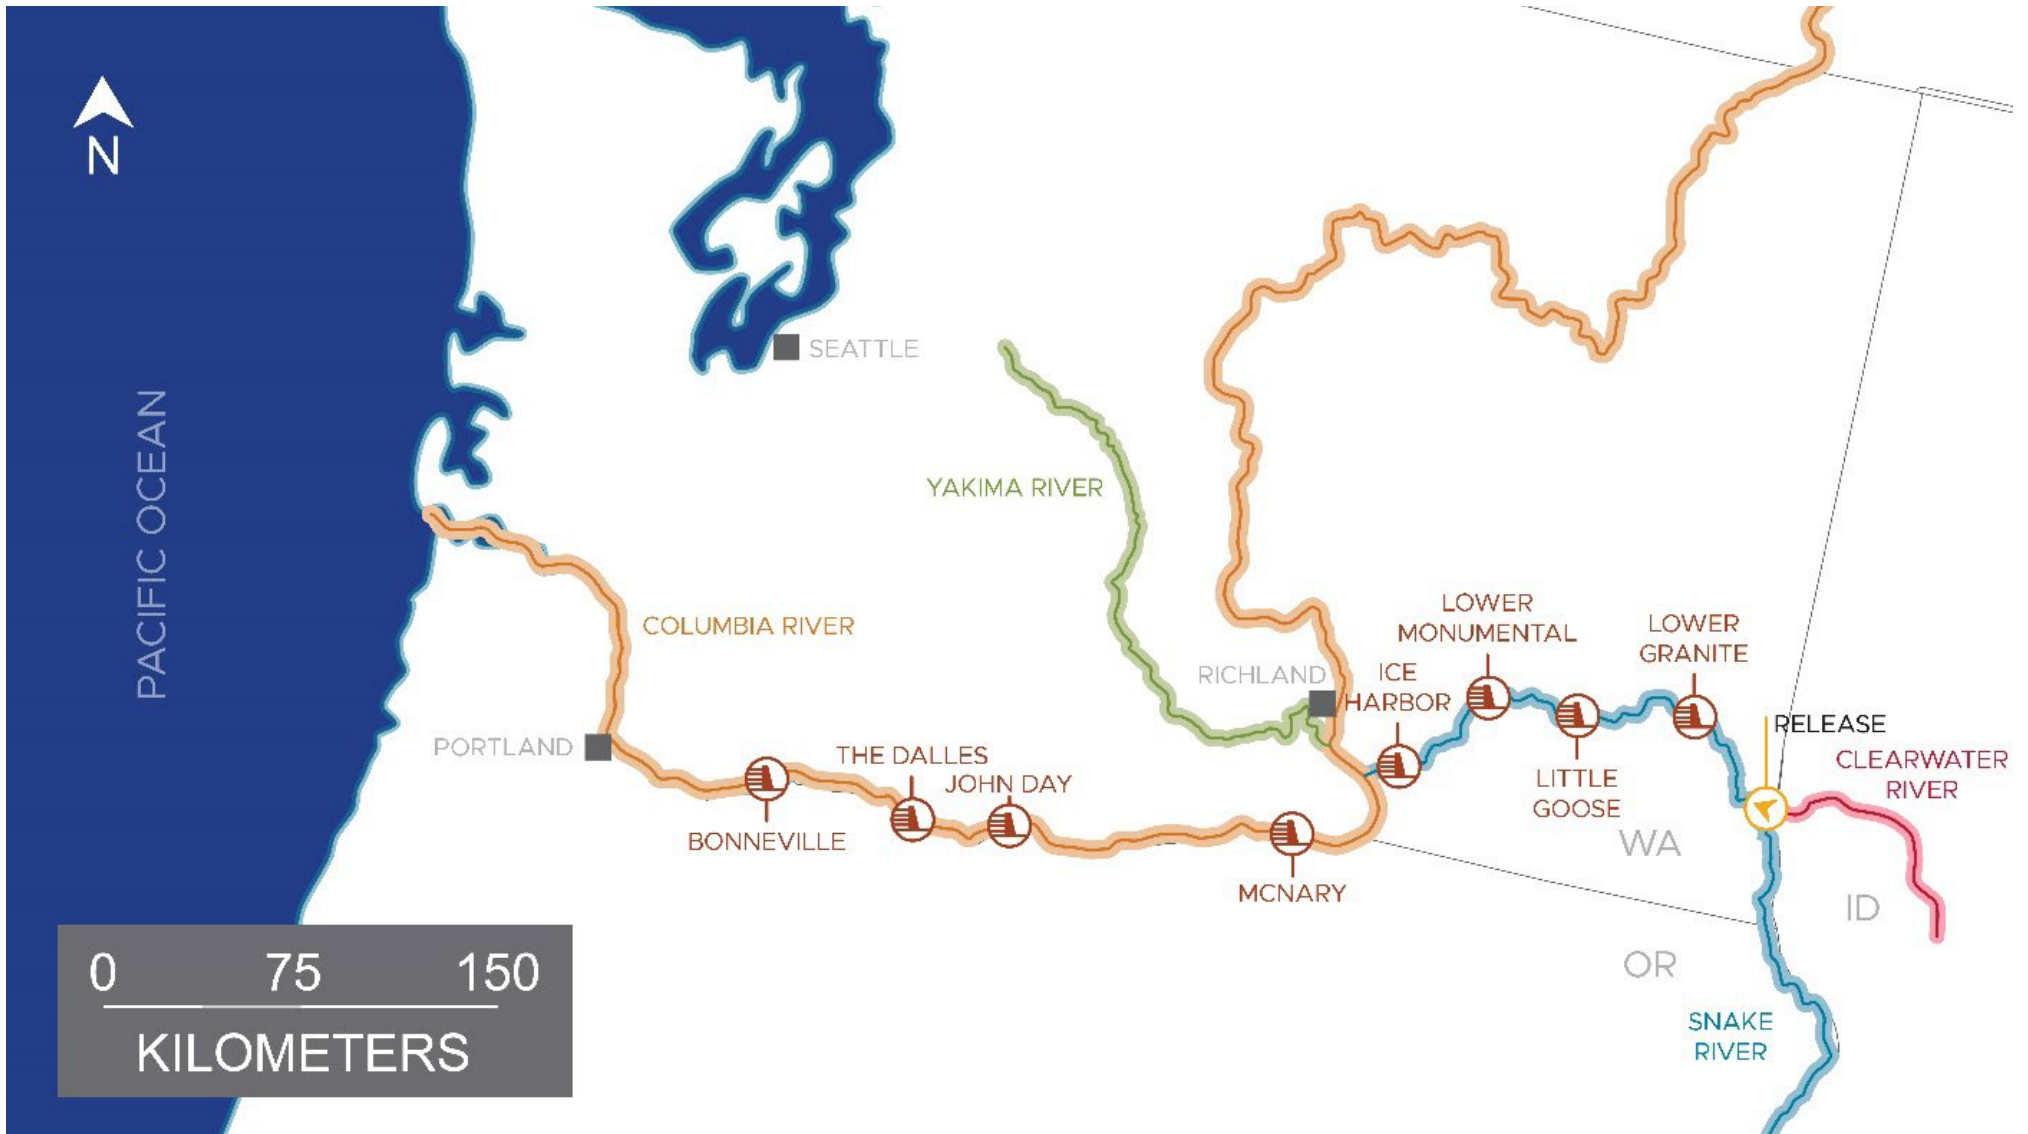 N
PACIFIC OCEAN
SEATTLE
YAKIMA RIVER
COLUMBIA RIVER
PORTLAND
BONNEVILLE
THE DALLES
JOHN DAY
MCNARY
RICHLAND
ICE
HARBOR
LOWER
MONUMENTAL
LITTLE
GOOSE
LOWER
GRANITE
RELEASE
CLEARWATER
RIVER
WA
ID
OR
SNAKE
RIVER
0 75 150
KILOMETERS